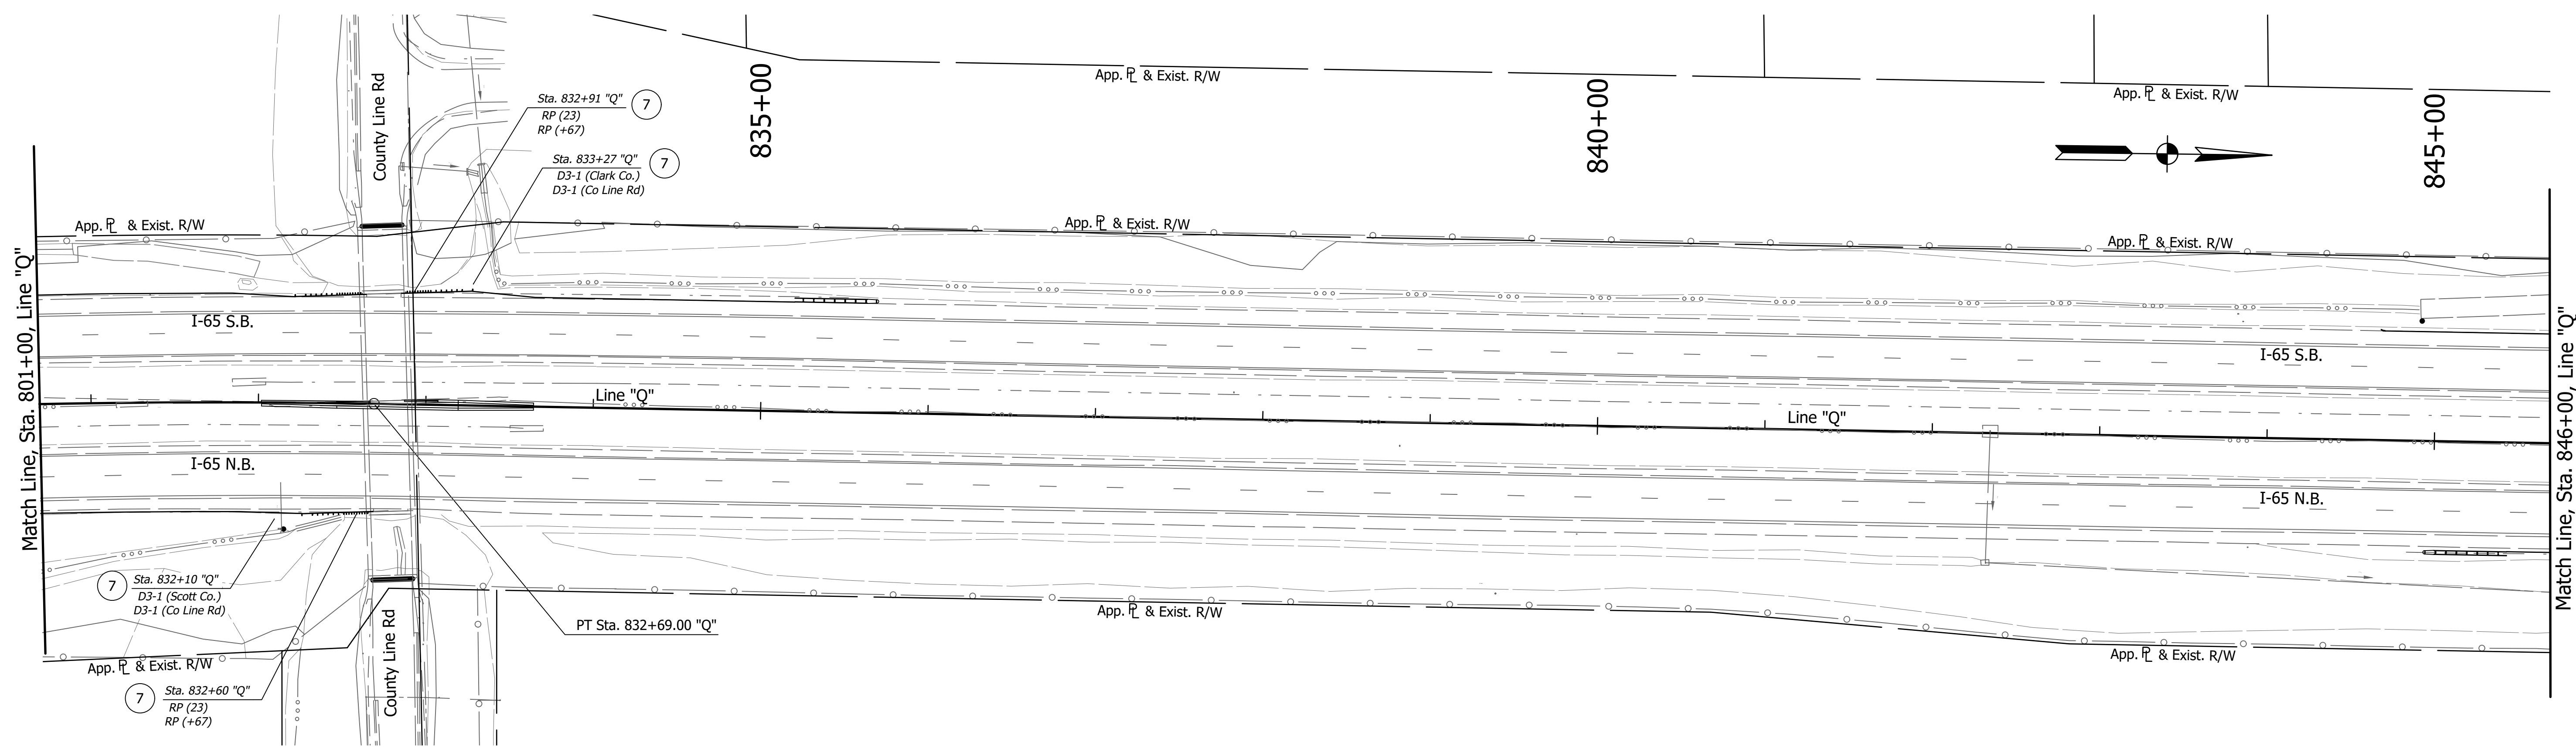 Match Line, Sta. 801+00, Line "Q"
County Line Rd
Sta. 832+91 "Q"
RP (23)
RP (+67)
7
Sta. 833+27 "Q"
D3-1 (Clark Co.)
D3-1 (Co Line Rd)
7
835+00
App. PL & Exist. R/W
840+00
App. PL & Exist. R/W
845+00
App. PL & Exist. R/W
App. PL & Exist. R/W
App. PL & Exist. R/W
I-65 S.B.
I-65 S.B.
Line "Q"
Line "Q"
I-65 N.B.
I-65 N.B.
7
Sta. 832+10 "Q"
D3-1 (Scott Co.)
D3-1 (Co Line Rd)
PT Sta. 832+69.00 "Q"
App. PL & Exist. R/W
App. PL & Exist. R/W
App. PL & Exist. R/W
County Line Rd
7
Sta. 832+60 "Q"
RP (23)
RP (+67)
Match Line, Sta. 846+00, Line "Q"